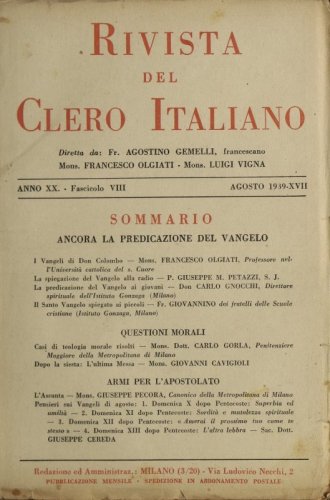 RIVISTA
DEL
CLERO ITALIANO
Diretta da: Fr. AGOSTINO GEMELLI, francescano
Mons. FRANCESCO OLGIATI - Mons. LUIGI VIGNA
ANNO XX. - Fascicolo VIII AGOSTO 1939-XVII
SOMMARIO
ANCORA LA PREDICAZIONE DEL VANGELO
I Vangeli di Don Colombo — Mons. FRANCESCO OLGIATI, Professore nel-
l'Università cattolica del s. Cuore
La spiegazione del Vangelo alla radio — P. GIUSEPPE M. PETAZZI, S. J.
La predicazione del Vangelo ai giovani — Don CARLO GNOCCHI, Direttore
spirituale dell'Istituto Gonzaga (Milano)
Il Santo Vangelo spiegato ai piccoli — Fr. GIOVANNINO dei fratelli delle Scuole
cristiane (Istituto Gonzaga, Milano)
QUESTIONI MORALI
Casi di teologia morale risolti — Mons. Dott. CARLO GORLA, Penitenziere
Maggiore della Metropolitana di Milano
Dopo la siesta: L'ultima Messa — Mons. GIOVANNI CAVIGIOLI
ARMI PER L'APOSTOLATO
L'Assunta — Mons. GIUSEPPE PECORA, Canonico della Metropolitana di Milano
Pensieri sui Vangeli di agosto: 1. Domenica X dopo Pentecoste: Superbia ed
umiltà — 2. Domenica XI dopo Pentecoste: Sordità e mutolezza spirituale
— 3. Domenica XII dopo Pentecoste: « Amerai il prossimo tuo come te
stesso » — 4. Domenica XIII dopo Pentecoste: L'altra lebbra — Sac. Dott.
GIUSEPPE CEREDA
Redazione ed Amministraz.: MILANO (3/20) - Via Ludovico Necchi, 2
PUBBLICAZIONE MENSILE - SPEDIZIONE IN ABBONAMENTO POSTALE